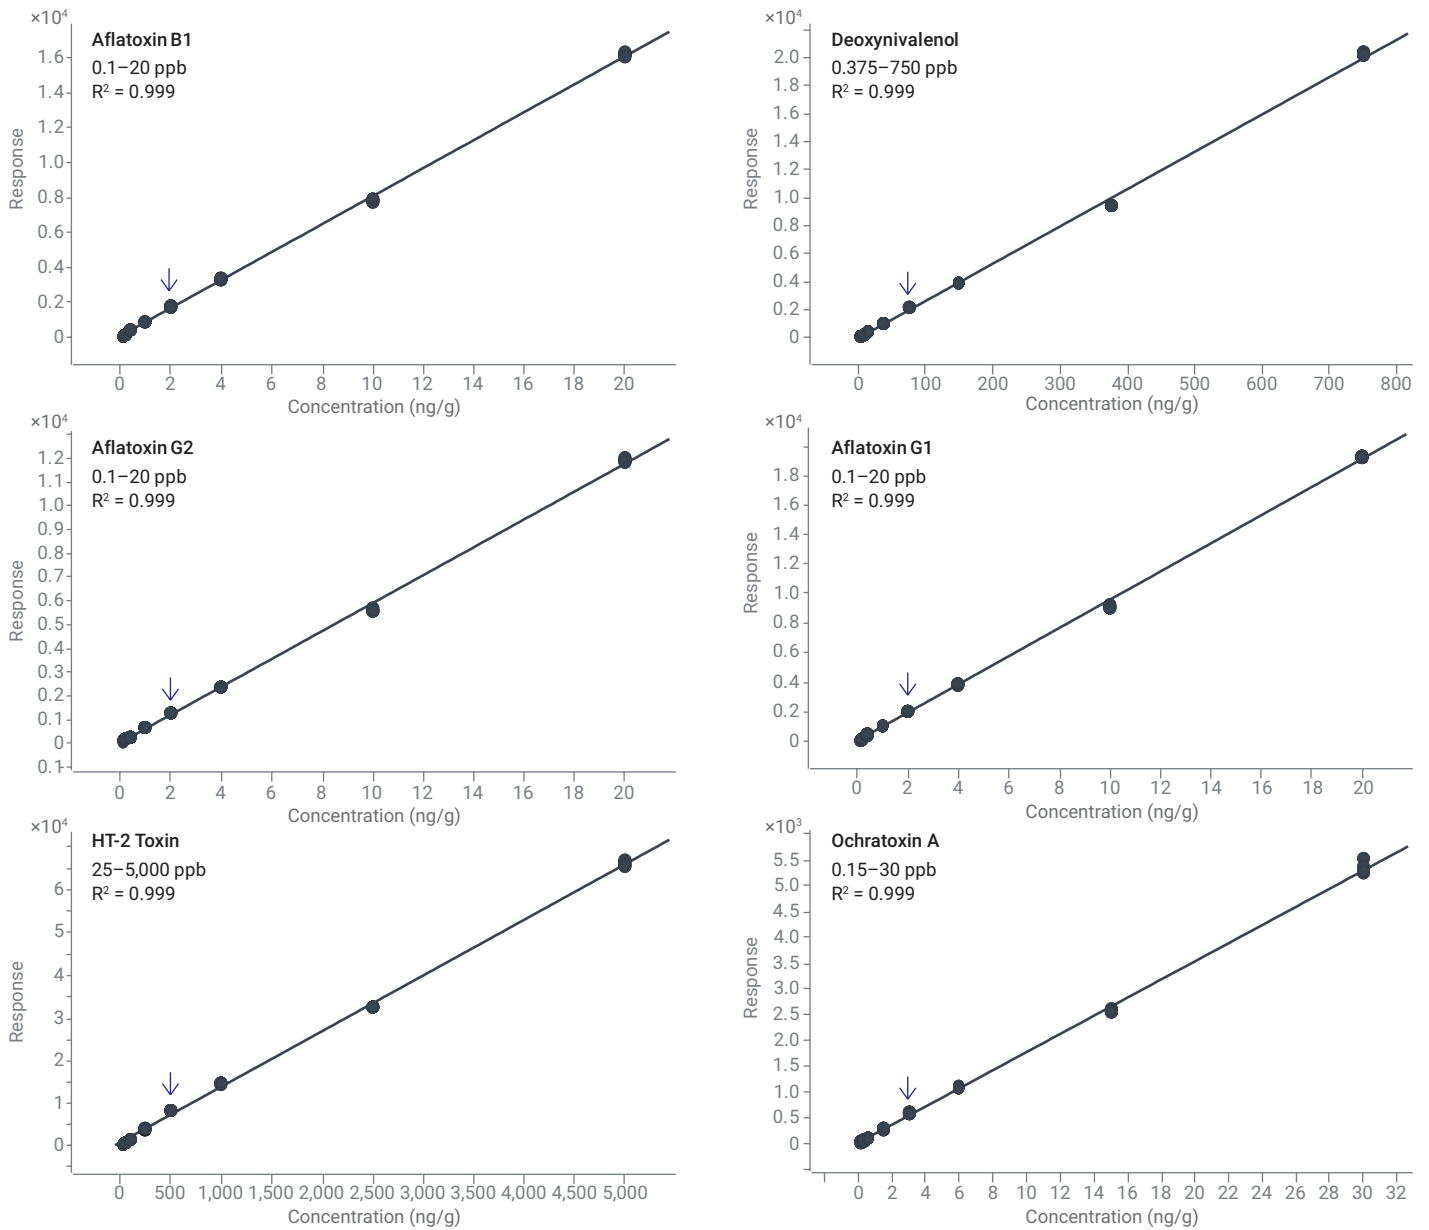 ×10⁴
Aflatoxin B1
0.1–20 ppb
R² = 0.999
1.6
1.4
1.2
1.0
0.8
0.6
0.4
0.2
0
Response
0 2 4 6 8 10 12 14 16 18 20
Concentration (ng/g)
×10⁴
Deoxynivalenol
0.375–750 ppb
R² = 0.999
2.0
1.8
1.6
1.4
1.2
1.0
0.8
0.6
0.4
0.2
0
Response
0 100 200 300 400 500 600 700 800
Concentration (ng/g)
×10⁴
Aflatoxin G2
0.1–20 ppb
R² = 0.999
1.2
1.1
1.0
0.9
0.8
0.7
0.6
0.5
0.4
0.3
0.2
0.1
0
0.1
Response
0 2 4 6 8 10 12 14 16 18 20
Concentration (ng/g)
×10⁴
Aflatoxin G1
0.1–20 ppb
R² = 0.999
1.8
1.6
1.4
1.2
1.0
0.8
0.6
0.4
0.2
0
Response
0 2 4 6 8 10 12 14 16 18 20
Concentration (ng/g)
×10⁴
HT-2 Toxin
25–5,000 ppb
R² = 0.999
6
5
4
3
2
1
0
Response
0 500 1,000 1,500 2,000 2,500 3,000 3,500 4,000 4,500 5,000
Concentration (ng/g)
×10³
Ochratoxin A
0.15–30 ppb
R² = 0.999
5.5
5.0
4.5
4.0
3.5
3.0
2.5
2.0
1.5
1.0
0.5
0
Response
0 2 4 6 8 10 12 14 16 18 20 22 24 26 28 30 32
Concentration (ng/g)